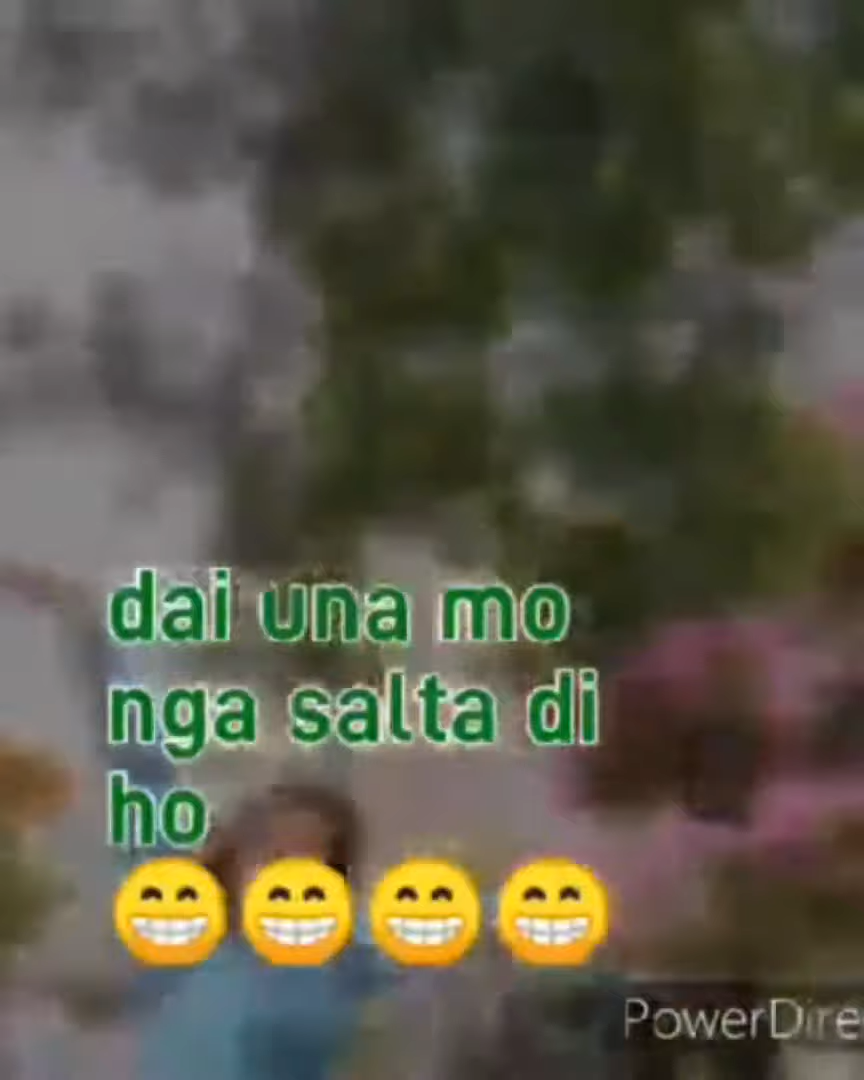 dai una mo
nga salta di
ho
😁😁😁😁
PowerDire